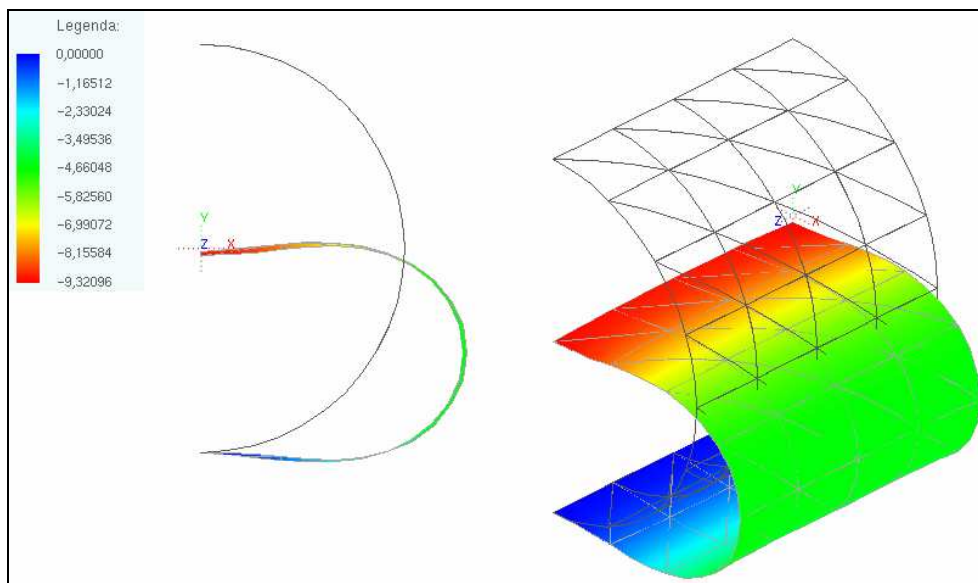 Legenda:
0,00000
−1,16512
−2,33024
−3,49536
−4,66048
−5,82560
−6,99072
−8,15584
−9,32096
Y
Z X
Y
Z X